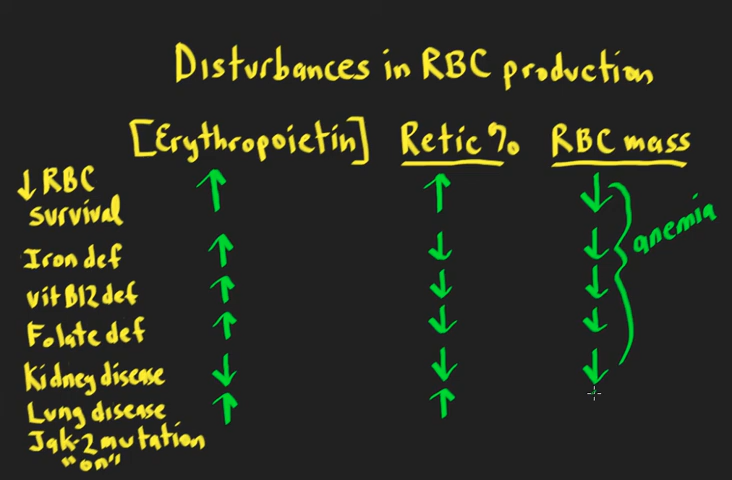 Disturbances in RBC production
[Erythropoietin] Retic % RBC mass
↓ RBC survival ↑ ↑ ↓
Iron def ↑ ↓ ↓
Vit B12 def ↑ ↓ ↓
Folate def ↑ ↓ ↓
Kidney disease ↓ ↓ ↓
anemia
Lung disease ↑ ↑
Jak-2 mutation
"on"